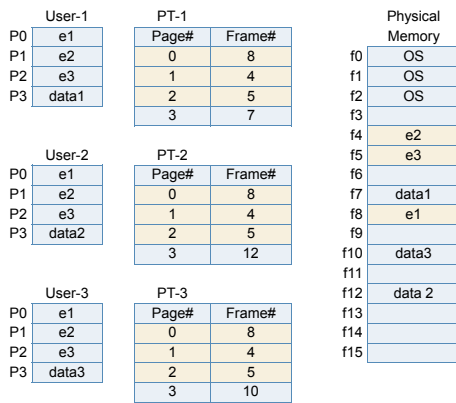 User-1 PT-1 Physical
Memory
P0 e1 Page# Frame# f0 OS
P1 e2 0 8 f1 OS
P2 e3 1 4 f2 OS
P3 data1 2 5 f3
3 7 f4 e2
User-2 PT-2 f5 e3
P0 e1 Page# Frame# f6
P1 e2 0 8 f7 data1
P2 e3 1 4 f8 e1
P3 data2 2 5 f9
3 12 f10 data3
f11
User-3 PT-3 f12 data 2
P0 e1 Page# Frame# f13
P1 e2 0 8 f14
P2 e3 1 4 f15
P3 data3 2 5
3 10